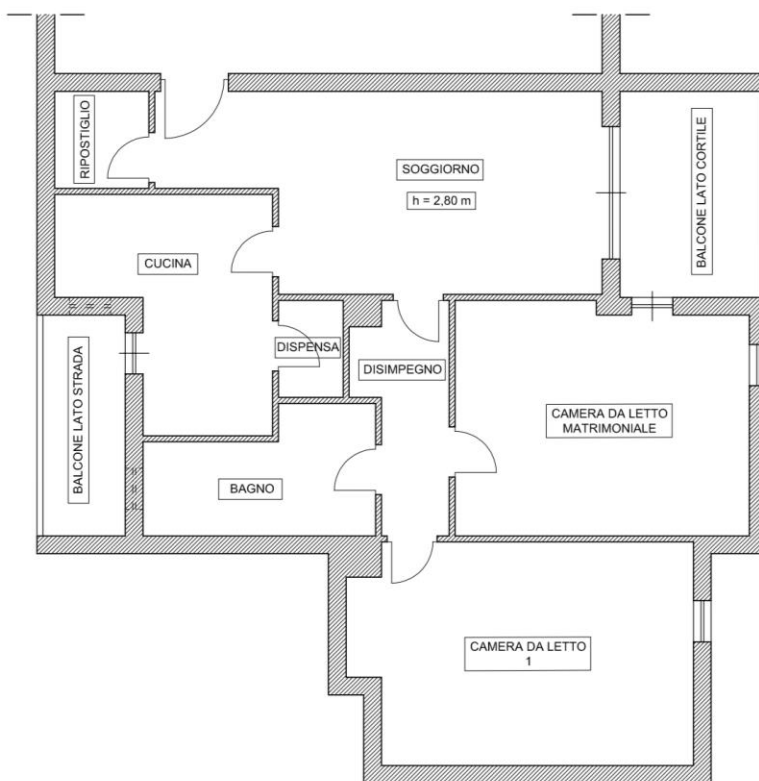 RIPOSTIGLIO
SOGGIORNO
h = 2,80 m
BALCONE LATO CORTILE
CUCINA
BALCONE LATO STRADA
DISPENSA
DISIMPEGNO
CAMERA DA LETTO
MATRIMONIALE
BAGNO
CAMERA DA LETTO
1